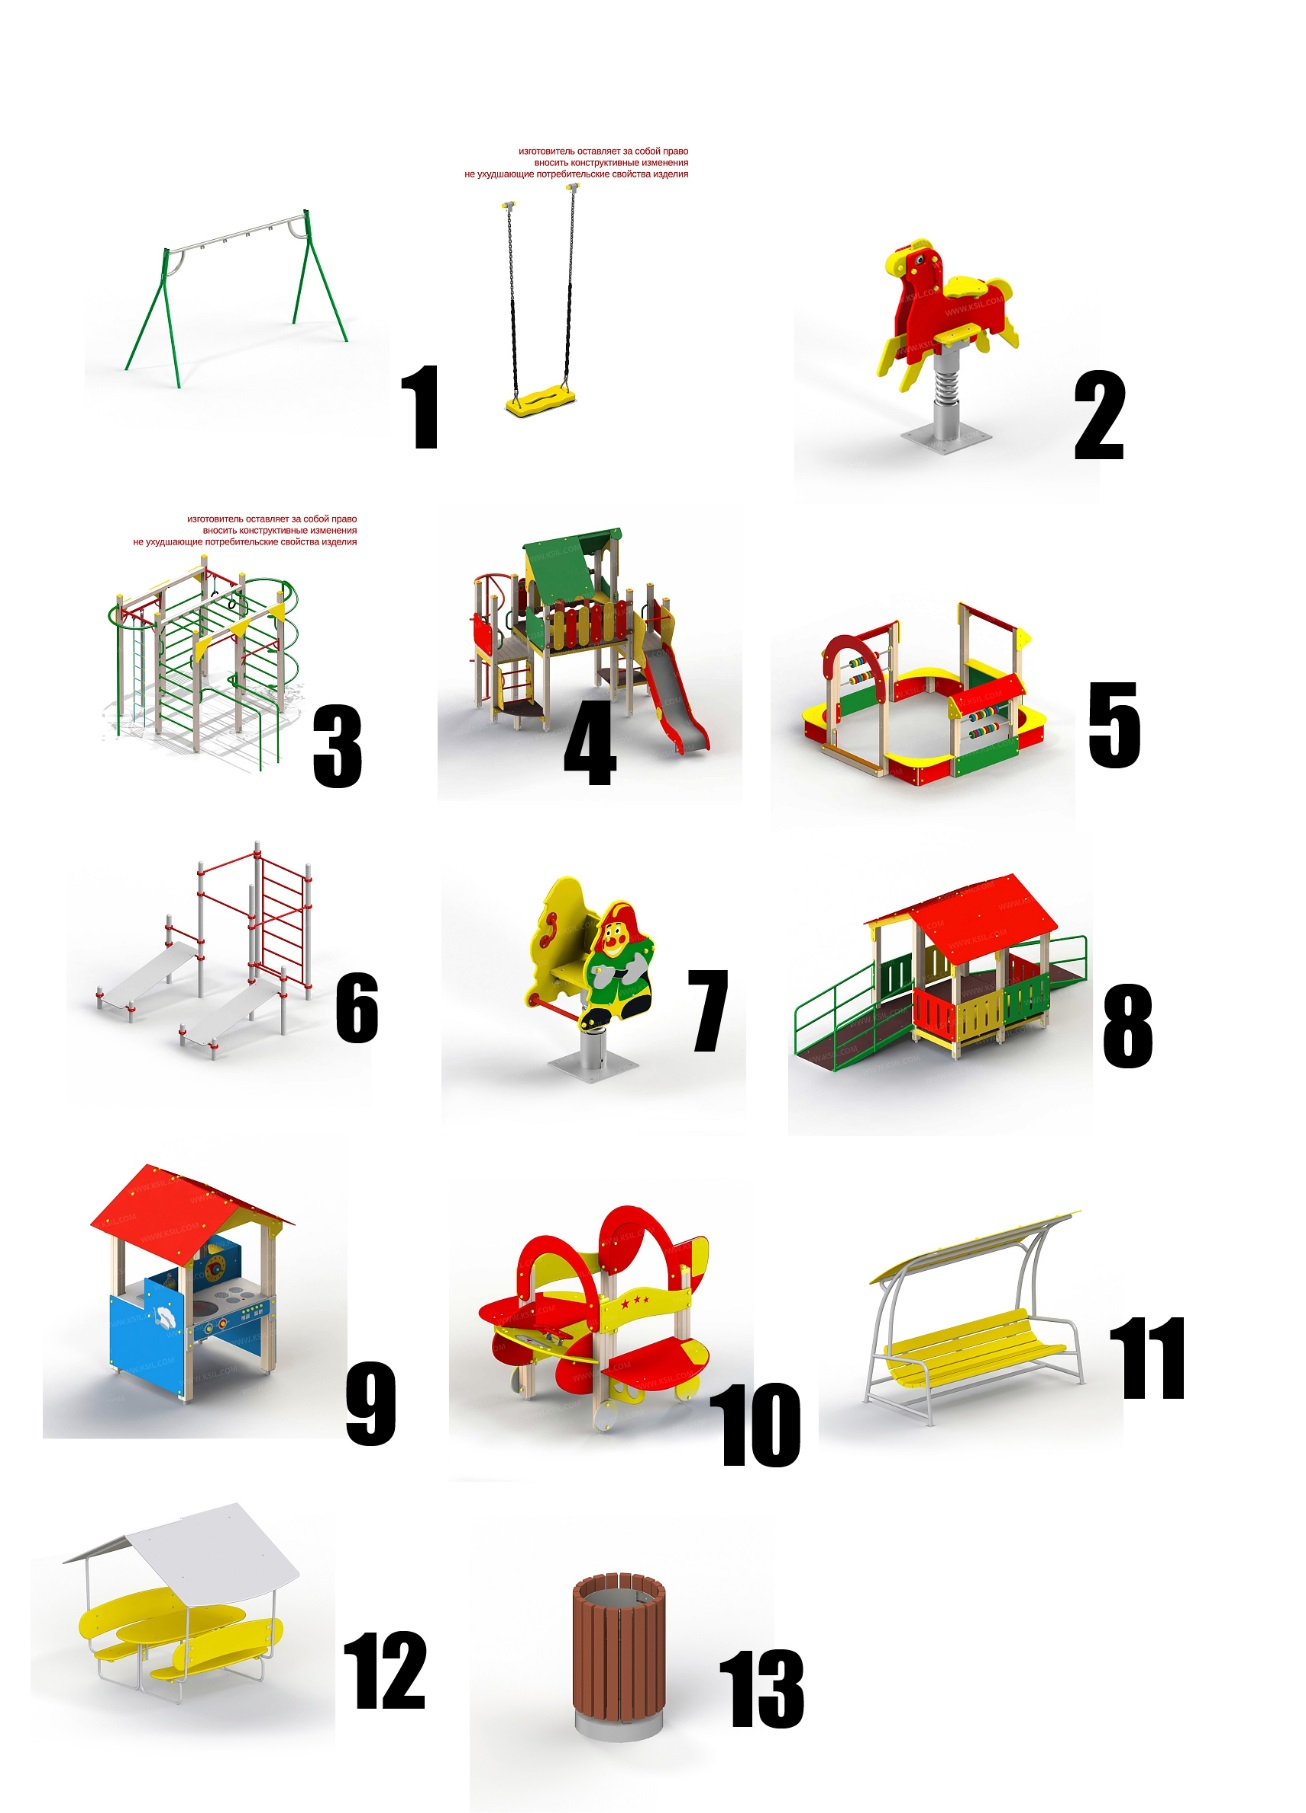 изготовитель оставляет за собой право
вносить конструктивные изменения
не ухудшающие потребительские свойства изделия
1
2
изготовитель оставляет за собой право
вносить конструктивные изменения
не ухудшающие потребительские свойства изделия
3
4
5
6
7
8
9
10
11
12
13